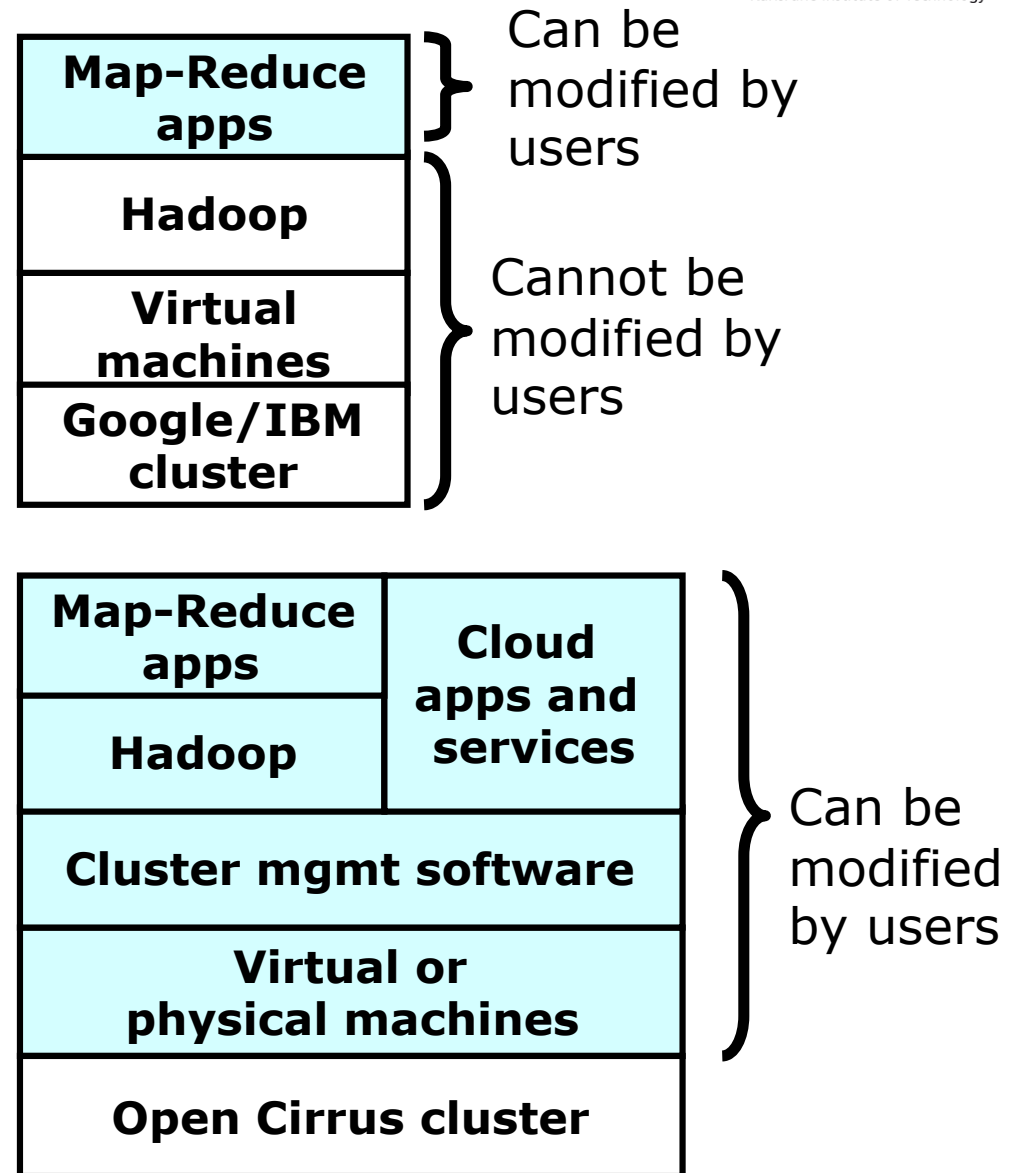 Map-Reduce
apps
Can be
modified by
users
Hadoop
Virtual
machines
Google/IBM
cluster
Cannot be
modified by
users
Map-Reduce
apps
Cloud
apps and
services
Hadoop
Cluster mgmt software
Virtual or
physical machines
Can be
modified
by users
Open Cirrus cluster